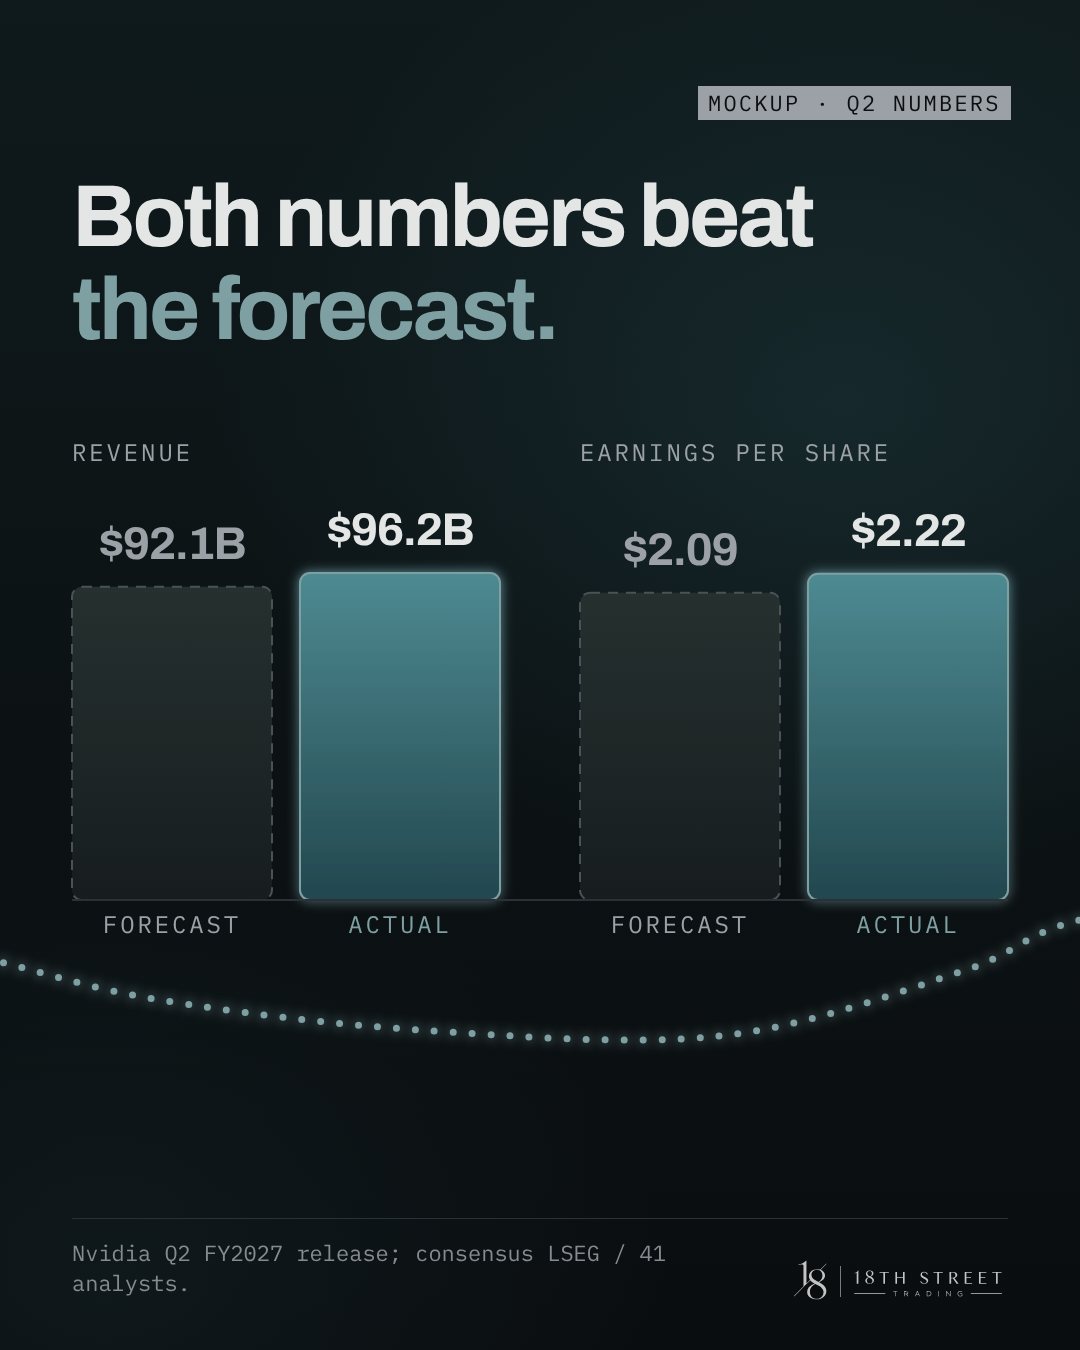 MOCKUP · Q2 NUMBERS
Both numbers beat
the forecast.
REVENUE
$92.1B
$96.2B
FORECAST
ACTUAL
EARNINGS PER SHARE
$2.09
$2.22
FORECAST
ACTUAL
Nvidia Q2 FY2027 release; consensus LSEG / 41
analysts.
18
18TH STREET
TRADING